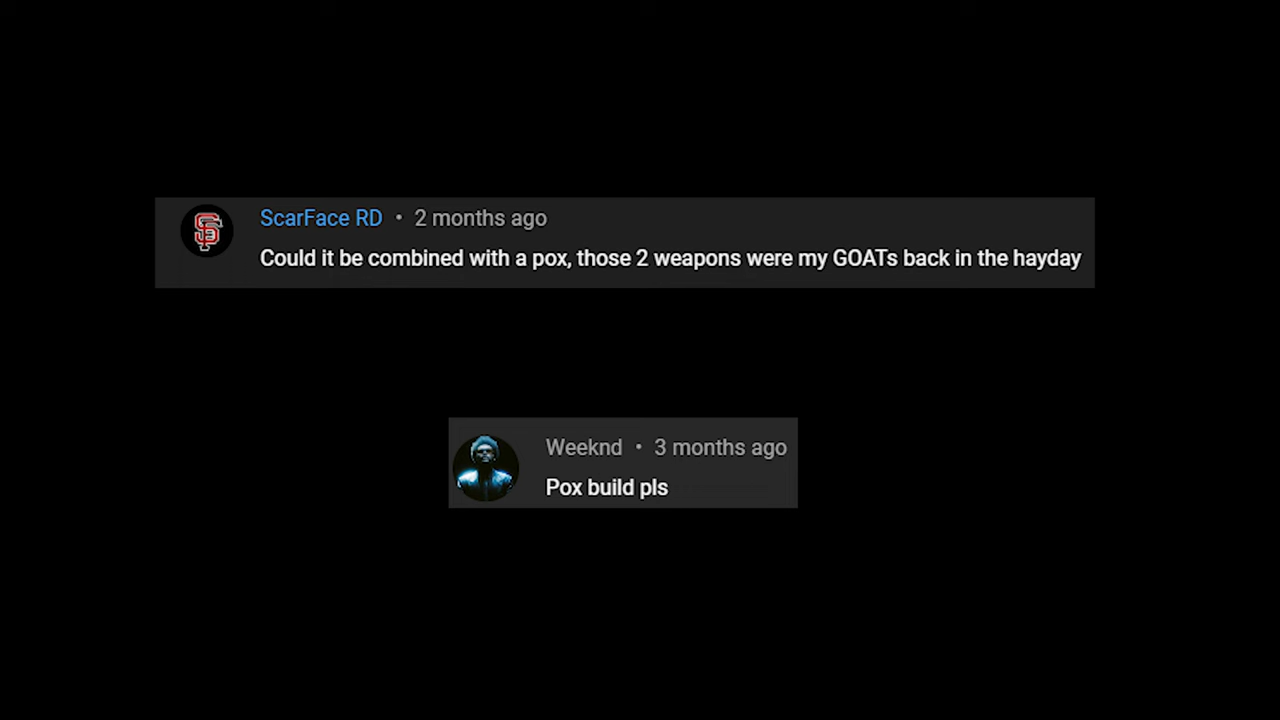 ScarFace RD • 2 months ago
Could it be combined with a pox, those 2 weapons were my GOATs back in the hayday
Weeknd • 3 months ago
Pox build pls